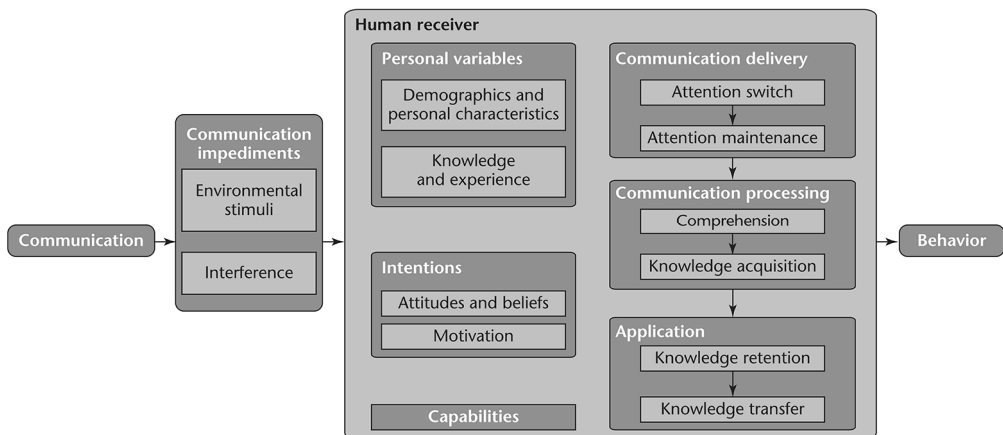 Communication
Communication
impediments
Environmental
stimuli
Interference
Human receiver
Personal variables
Demographics and
personal characteristics
Knowledge
and experience
Intentions
Attitudes and beliefs
Motivation
Capabilities
Communication delivery
Attention switch
Attention maintenance
Communication processing
Comprehension
Knowledge acquisition
Application
Knowledge retention
Knowledge transfer
Behavior